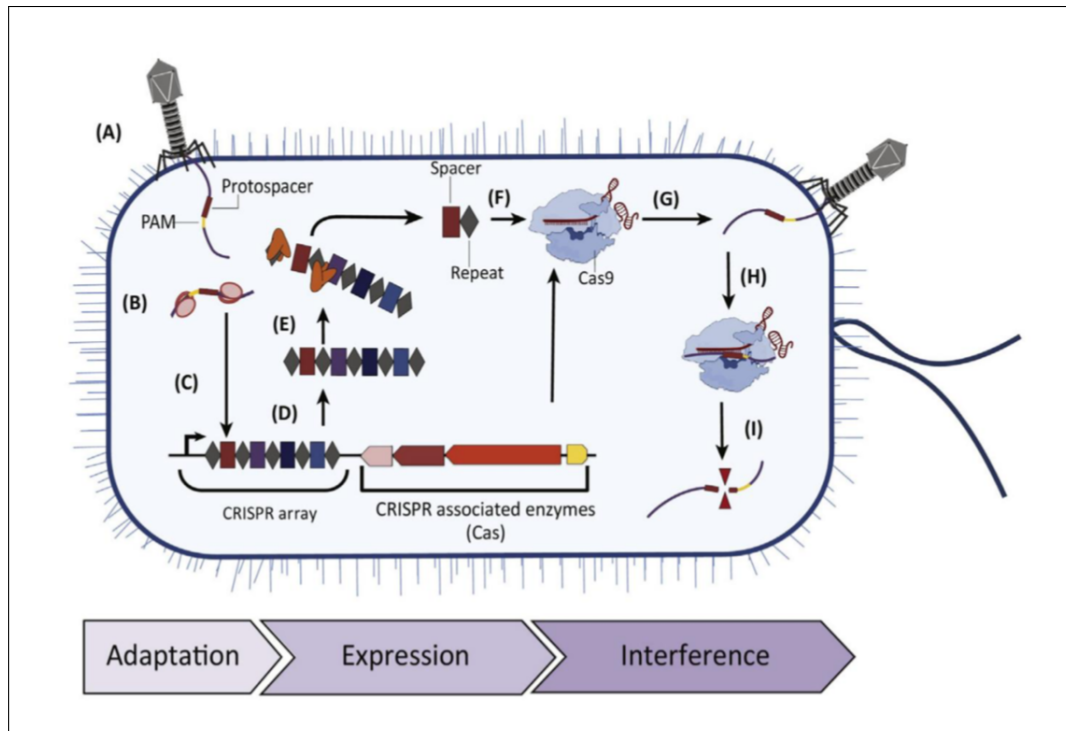 (A)
Protospacer
PAM
(B)
(C)
(D)
(E)
Spacer
Repeat
(F)
Cas9
(G)
(H)
(I)
CRISPR array
CRISPR associated enzymes
(Cas)
Adaptation
Expression
Interference